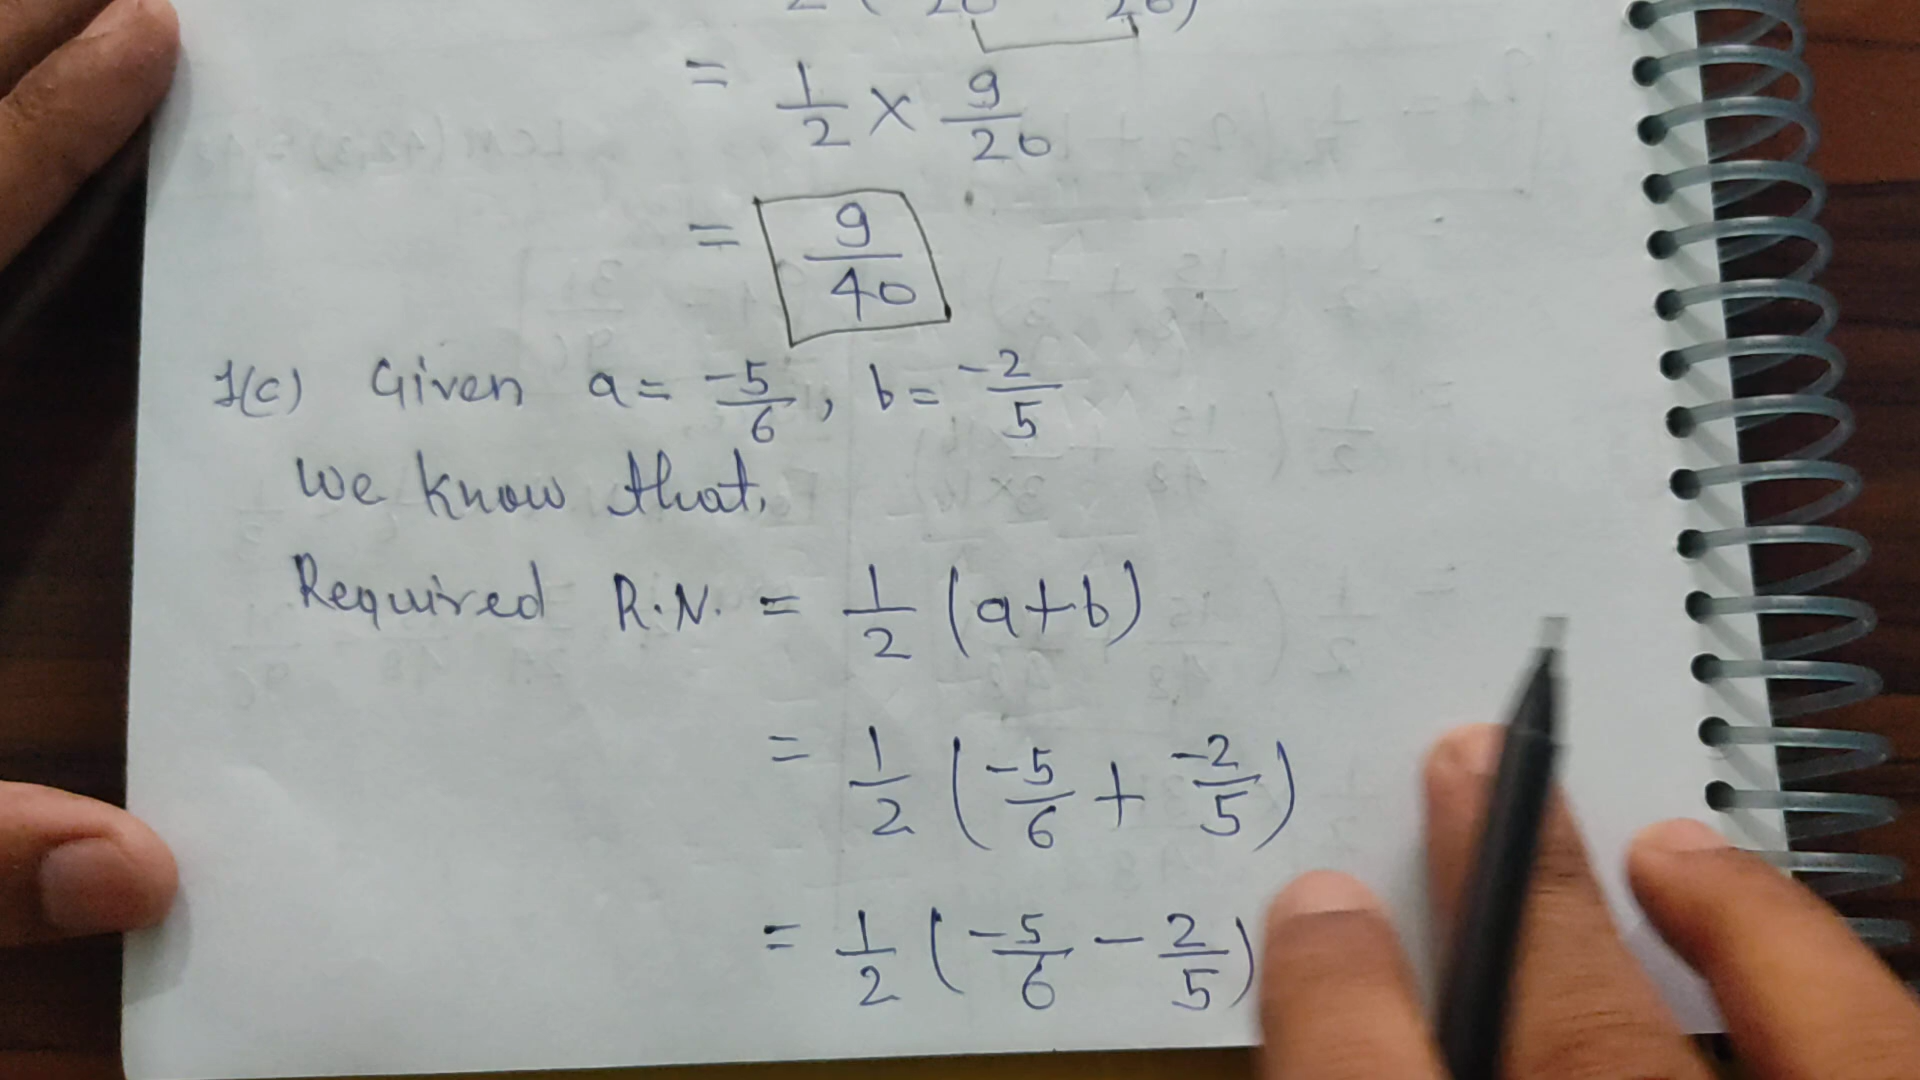 = 1/2 × 9/20
= 9/40
1(c) Given a = -5/6, b = -2/5
We know that,
Required R.N. = 1/2 (a+b)
= 1/2 (-5/6 + -2/5)
= 1/2 (-5/6 - 2/5)